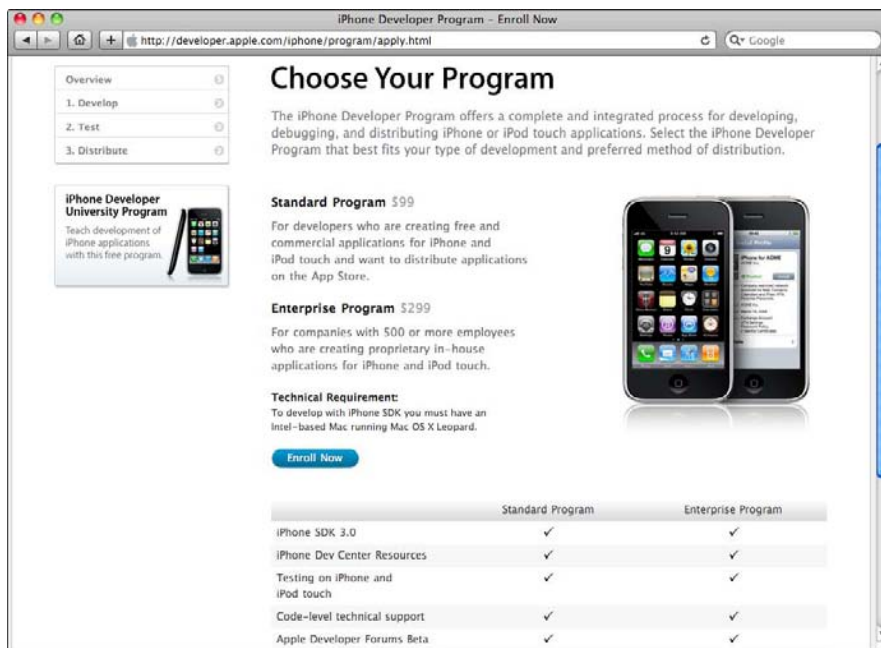 iPhone Developer Program – Enroll Now
http://developer.apple.com/iphone/program/apply.html
Google
Overview
1. Develop
2. Test
3. Distribute
iPhone Developer
University Program
Teach development of
iPhone applications
with this free program.
Choose Your Program
The iPhone Developer Program offers a complete and integrated process for developing,
debugging, and distributing iPhone or iPod touch applications. Select the iPhone Developer
Program that best fits your type of development and preferred method of distribution.
Standard Program $99
For developers who are creating free and
commercial applications for iPhone and
iPod touch and want to distribute applications
on the App Store.
Enterprise Program $299
For companies with 500 or more employees
who are creating proprietary in-house
applications for iPhone and iPod touch.
Technical Requirement:
To develop with iPhone SDK you must have an
Intel-based Mac running Mac OS X Leopard.
Enroll Now
Standard Program Enterprise Program
iPhone SDK 3.0 ✓ ✓
iPhone Dev Center Resources ✓ ✓
Testing on iPhone and
iPod touch ✓ ✓
Code-level technical support ✓ ✓
Apple Developer Forums Beta ✓ ✓